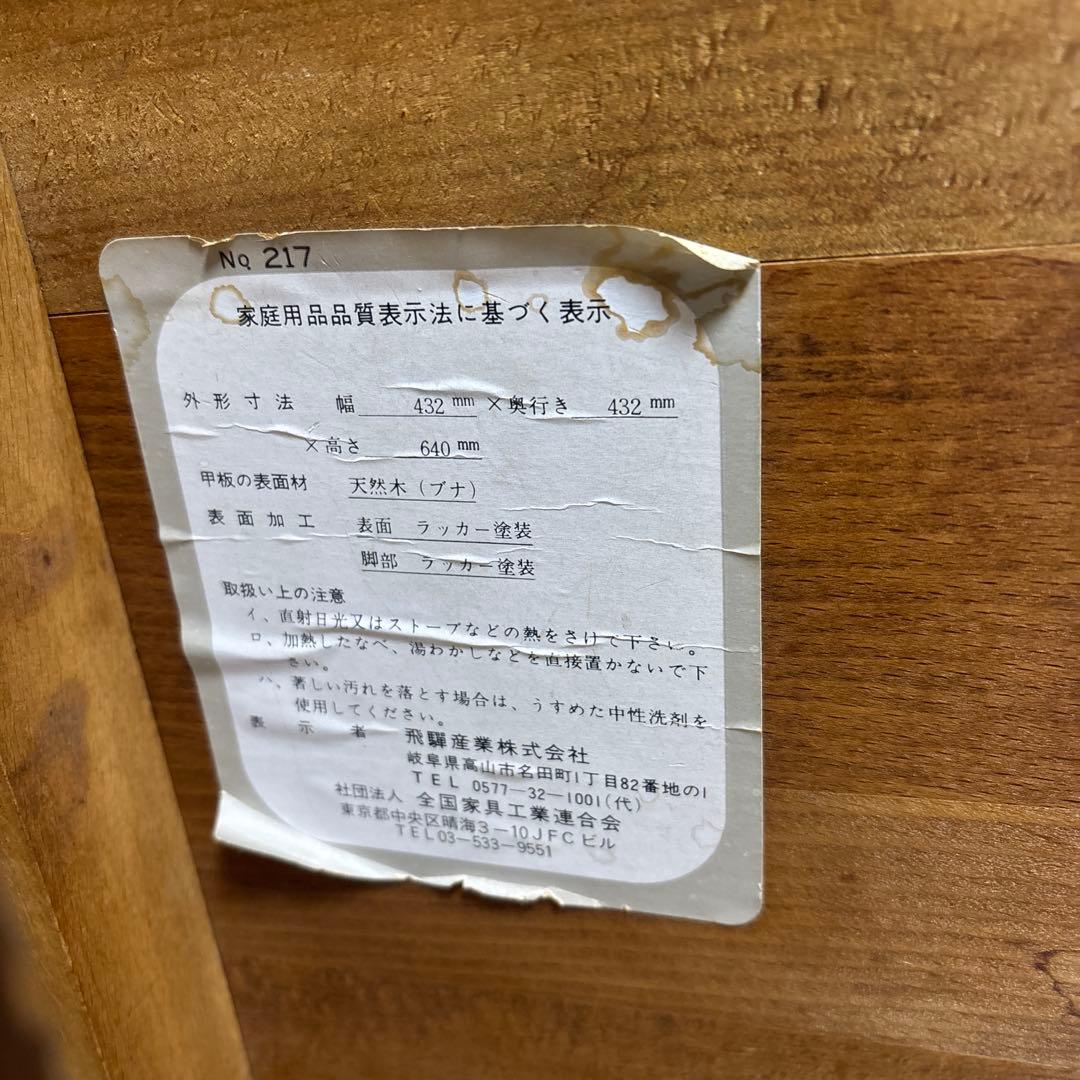 No. 217
家庭用品品質表示法に基づく表示
外形寸法 幅 432 mm ×奥行き 432 mm
×高さ 640 mm
甲板の表面材 天然木(ブナ)
表面加工 表面 ラッカー塗装
脚部 ラッカー塗装
取扱い上の注意
イ、直射日光又はストーブなどの熱をさけて下さい。
ロ、加熱したなべ、湯わかしなどを直接置かないで下
さい。
ハ、著しい汚れを落とす場合は、うすめた中性洗剤を
使用してください。
表示者 飛驒産業株式会社
岐阜県高山市名田町1丁目82番地の1
TEL 0577-32-1001(代)
社団法人 全国家具工業連合会
東京都中央区晴海3-10JFCビル
TEL03-533-9551